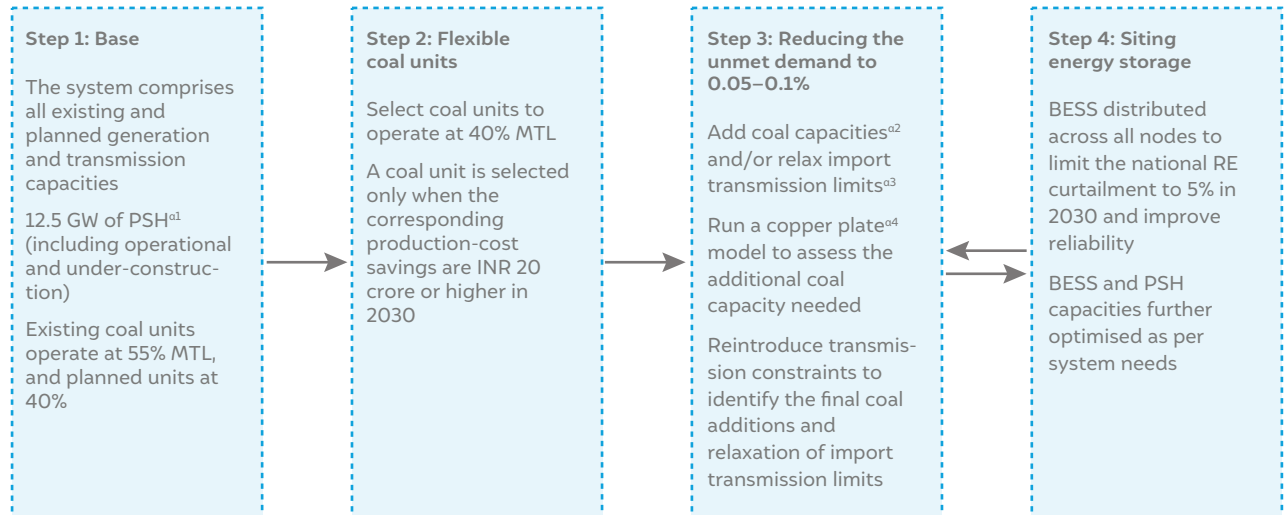 Step 1: Base
The system comprises
all existing and
planned generation
and transmission
capacities
12.5 GW of PSHᵅ¹
(including operational
and under-construc-
tion)
Existing coal units
operate at 55% MTL,
and planned units at
40%
Step 2: Flexible
coal units
Select coal units to
operate at 40% MTL
A coal unit is selected
only when the
corresponding
production-cost
savings are INR 20
crore or higher in
2030
Step 3: Reducing the
unmet demand to
0.05–0.1%
Add coal capacitiesᵅ²
and/or relax import
transmission limitsᵅ³
Run a copper plateᵅ⁴
model to assess the
additional coal
capacity needed
Reintroduce transmis-
sion constraints to
identify the final coal
additions and
relaxation of import
transmission limits
Step 4: Siting
energy storage
BESS distributed
across all nodes to
limit the national RE
curtailment to 5% in
2030 and improve
reliability
BESS and PSH
capacities further
optimised as per
system needs